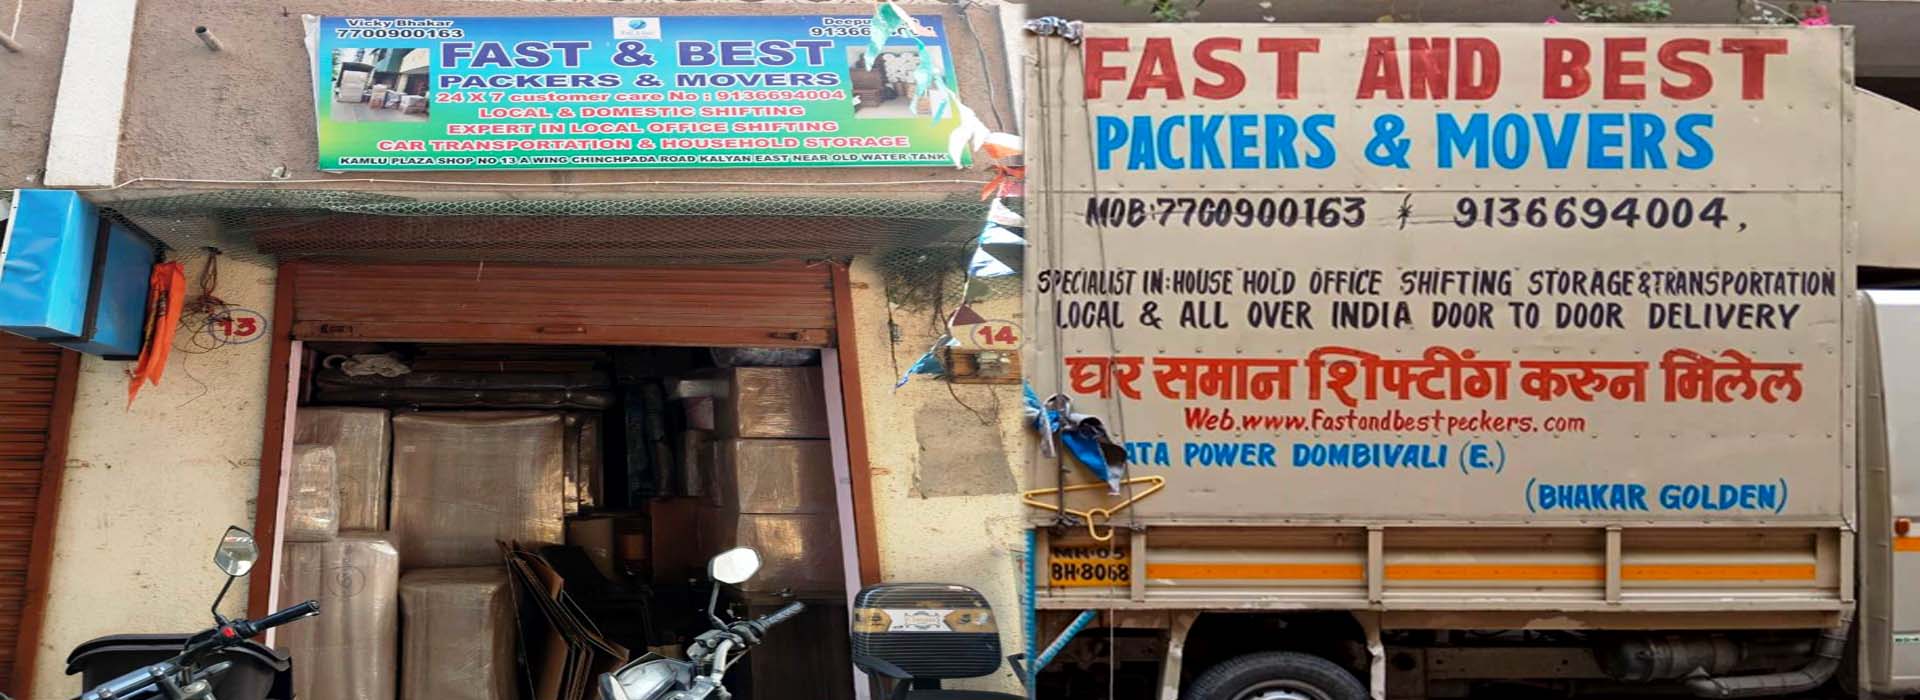 Vicky Bhakar
7700900163
FAST & BEST
PACKERS & MOVERS
24 X 7 customer care No : 9136694004
LOCAL & DOMESTIC SHIFTING
EXPERT IN LOCAL OFFICE SHIFTING
CAR TRANSPORTATION & HOUSEHOLD STORAGE
KAMLU PLAZA SHOP NO 13 A WING CHINCHPADA ROAD KALYAN EAST NEAR OLD WATER TANK
13
14
FAST AND BEST
PACKERS & MOVERS
MOB:7700900163 * 9136694004,
SPECIALIST IN:HOUSE HOLD OFFICE SHIFTING STORAGE&TRANSPORTATION
LOCAL & ALL OVER INDIA DOOR TO DOOR DELIVERY
घर समान शिफ्टींग करुन मिलेल
Web.www.Fastandbestpeckers.com
POWER DOMBIVALI (E.)
(BHAKAR GOLDEN)
BH·8068